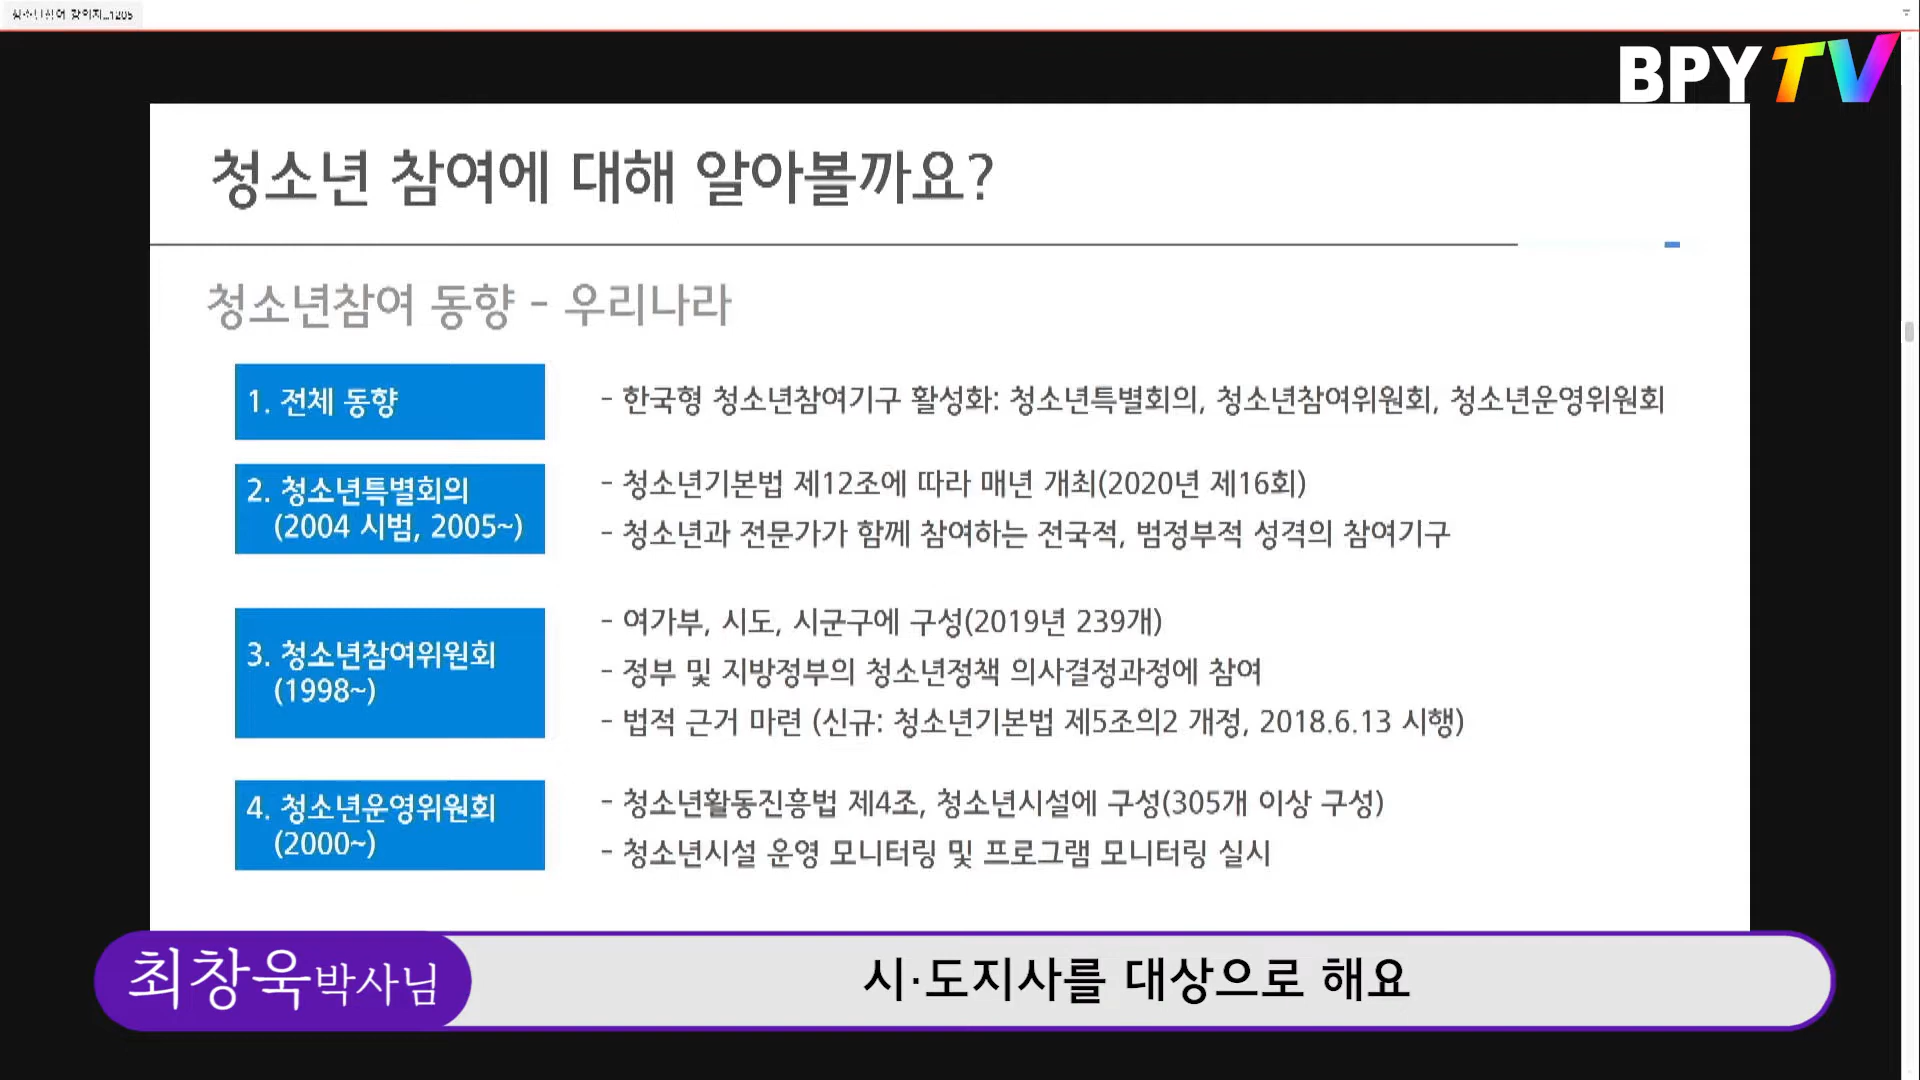 BPYTV
청소년 참여에 대해 알아볼까요?
청소년참여 동향 - 우리나라
1. 전체 동향
- 한국형 청소년참여기구 활성화: 청소년특별회의, 청소년참여위원회, 청소년운영위원회
2. 청소년특별회의
(2004 시범, 2005~)
- 청소년기본법 제12조에 따라 매년 개최(2020년 제16회)
- 청소년과 전문가가 함께 참여하는 전국적, 범정부적 성격의 참여기구
3. 청소년참여위원회
(1998~)
- 여가부, 시도, 시군구에 구성(2019년 239개)
- 정부 및 지방정부의 청소년정책 의사결정과정에 참여
- 법적 근거 마련 (신규: 청소년기본법 제5조의2 개정, 2018.6.13 시행)
4. 청소년운영위원회
(2000~)
- 청소년활동진흥법 제4조, 청소년시설에 구성(305개 이상 구성)
- 청소년시설 운영 모니터링 및 프로그램 모니터링 실시
최창욱박사님
시·도지사를 대상으로 해요